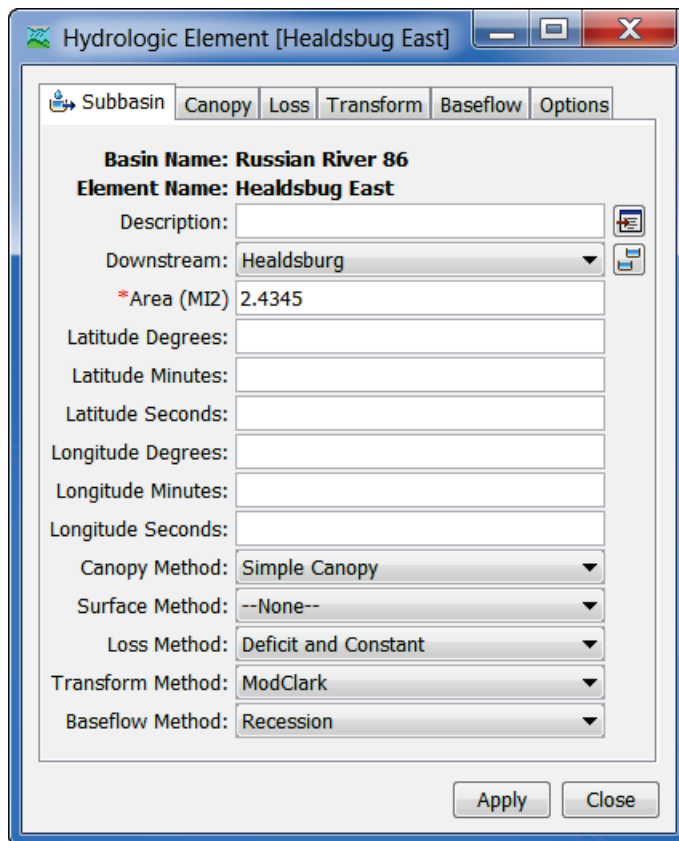 Hydrologic Element [Healdsbug East]
Subbasin Canopy Loss Transform Baseflow Options
Basin Name: Russian River 86
Element Name: Healdsbug East
Description:
Downstream: Healdsburg
*Area (MI2) 2.4345
Latitude Degrees:
Latitude Minutes:
Latitude Seconds:
Longitude Degrees:
Longitude Minutes:
Longitude Seconds:
Canopy Method: Simple Canopy
Surface Method: --None--
Loss Method: Deficit and Constant
Transform Method: ModClark
Baseflow Method: Recession
Apply Close